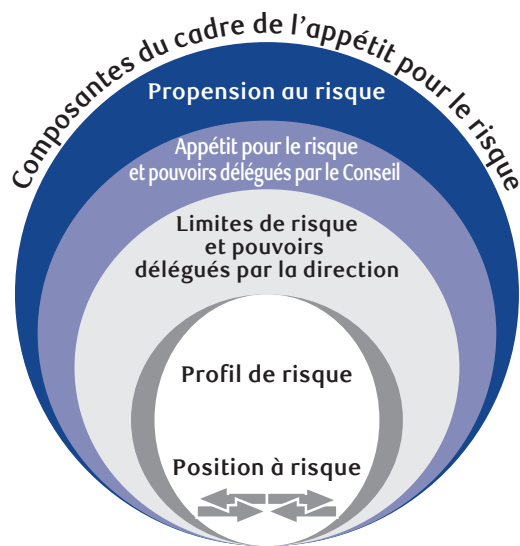 Composantes du cadre de l'appétit pour le risque
Propension au risque
Appétit pour le risque
et pouvoirs délégués par le Conseil
Limites de risque
et pouvoirs
délégués par la direction
Profil de risque
Position à risque